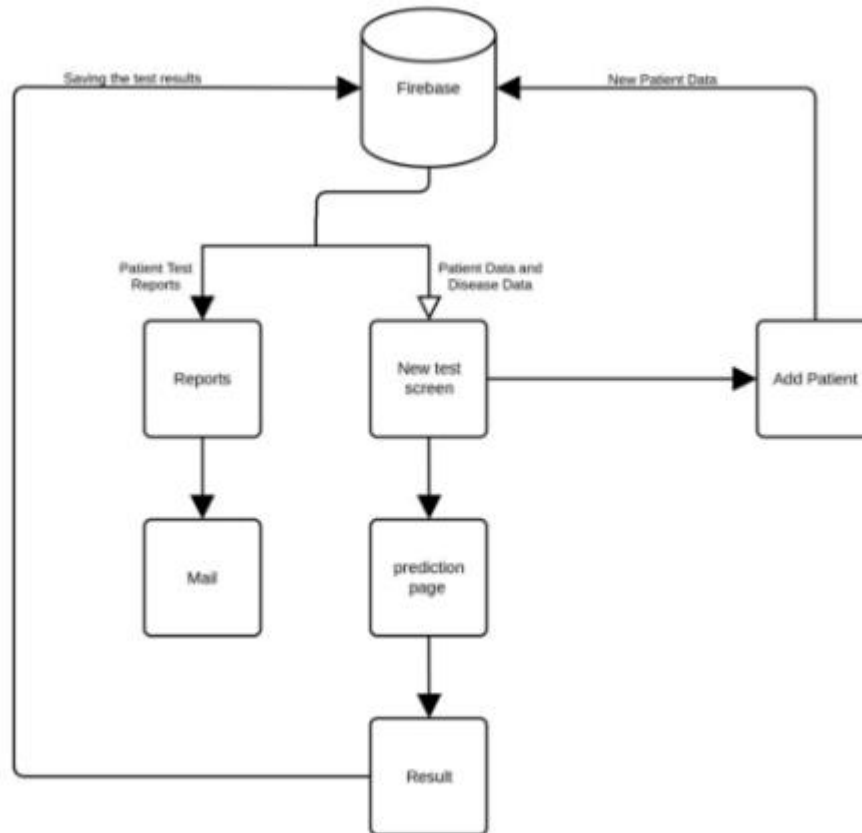 Saving the test results
Firebase
New Patient Data
Patient Test
Reports
Patient Data and
Disease Data
Reports
New test
screen
Add Patient
Mail
prediction
page
Result